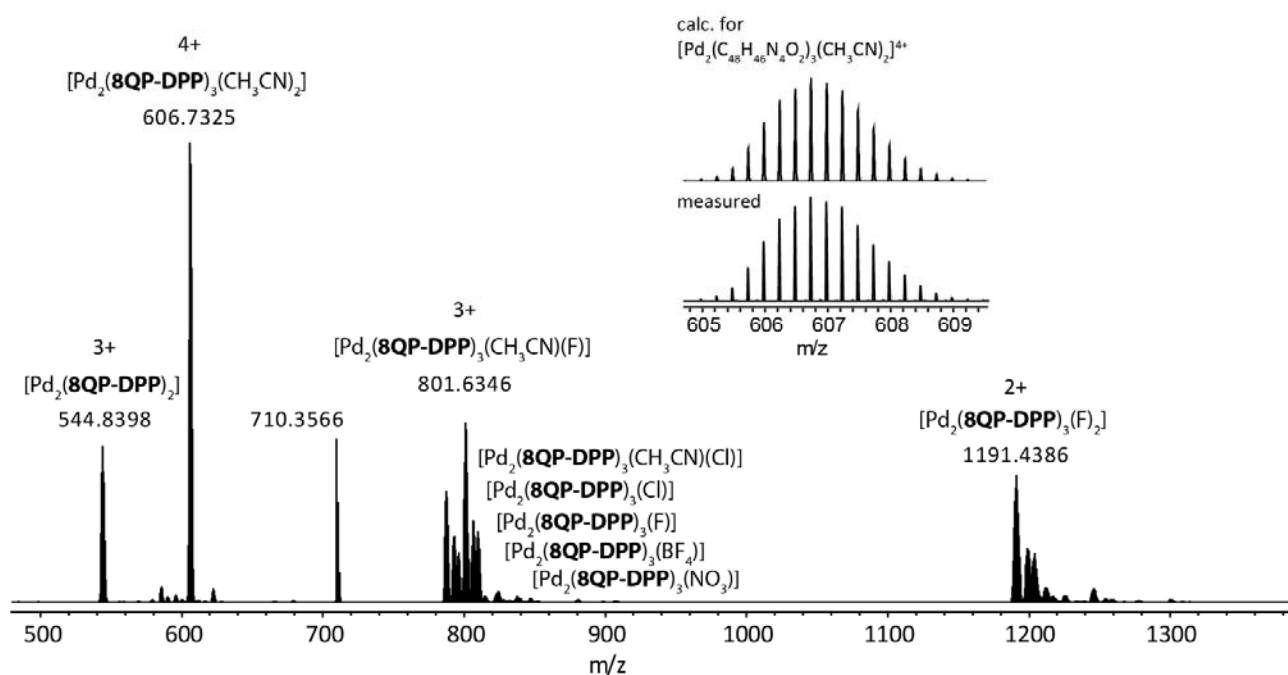 4+
[Pd₂(8QP-DPP)₃(CH₃CN)₂]
606.7325
calc. for
[Pd₂(C₄₈H₄₆N₄O₂)₃(CH₃CN)₂]⁴⁺
measured
605 606 607 608 609
m/z
3+
[Pd₂(8QP-DPP)₂]
544.8398
710.3566
3+
[Pd₂(8QP-DPP)₃(CH₃CN)(F)]
801.6346
[Pd₂(8QP-DPP)₃(CH₃CN)(Cl)]
[Pd₂(8QP-DPP)₃(Cl)]
[Pd₂(8QP-DPP)₃(F)]
[Pd₂(8QP-DPP)₃(BF₄)]
[Pd₂(8QP-DPP)₃(NO₃)]
2+
[Pd₂(8QP-DPP)₃(F)₂]
1191.4386
500 600 700 800 900 1000 1100 1200 1300
m/z